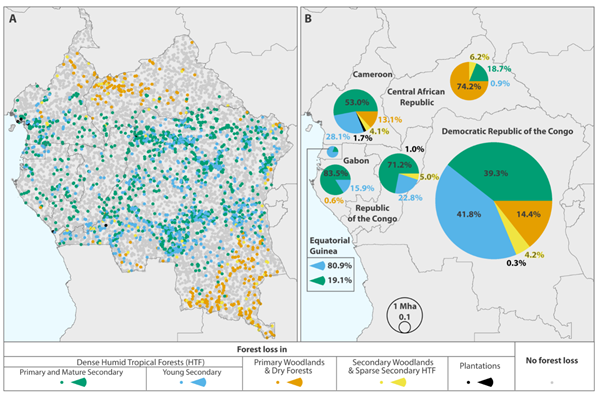 A
B
6.2%
18.7%
74.2%
0.9%
Cameroon
53.0%
Central African
Republic
13.1%
4.1%
28.1%
1.7%
Democratic Republic of the Congo
1.0%
Gabon
71.2%
83.5%
5.0%
39.3%
15.9%
22.8%
0.6%
Republic
of the Congo
41.8%
14.4%
Equatorial
Guinea
80.9%
4.2%
0.3%
19.1%
1 Mha
0.1
Forest loss in
Dense Humid Tropical Forests (HTF)
Primary and Mature Secondary
Young Secondary
Primary Woodlands
& Dry Forests
Secondary Woodlands
& Sparse Secondary HTF
Plantations
No forest loss